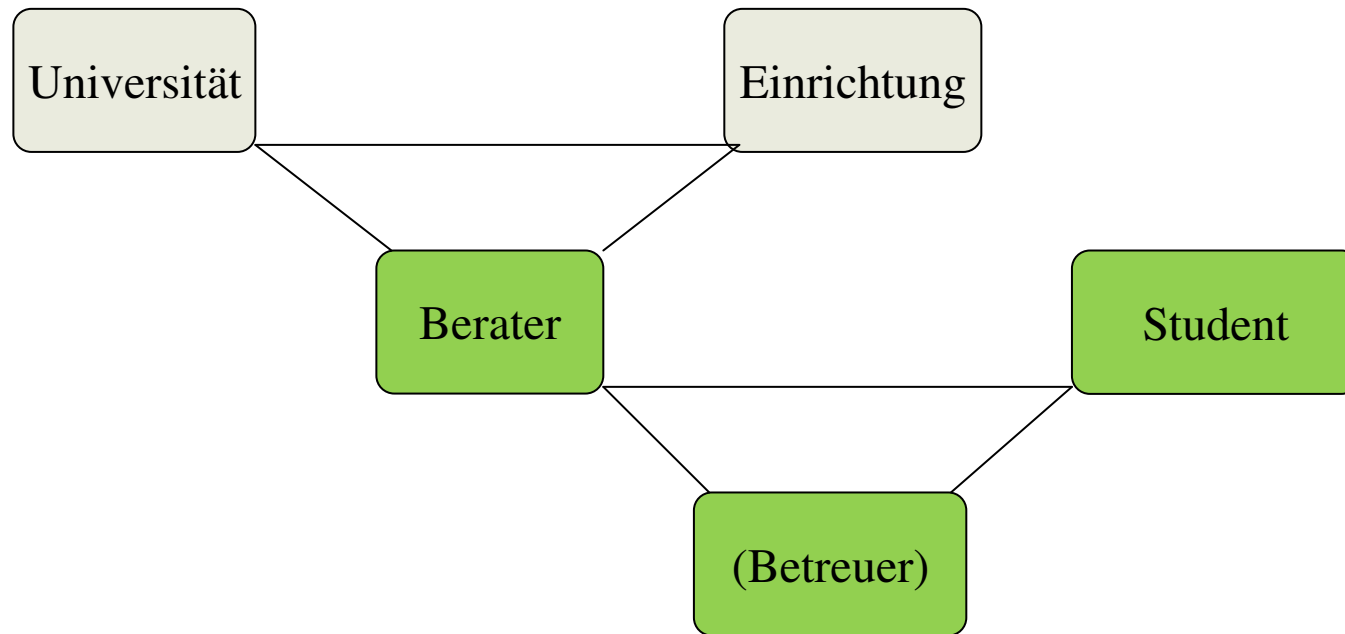 Universität
Einrichtung
Berater
Student
(Betreuer)